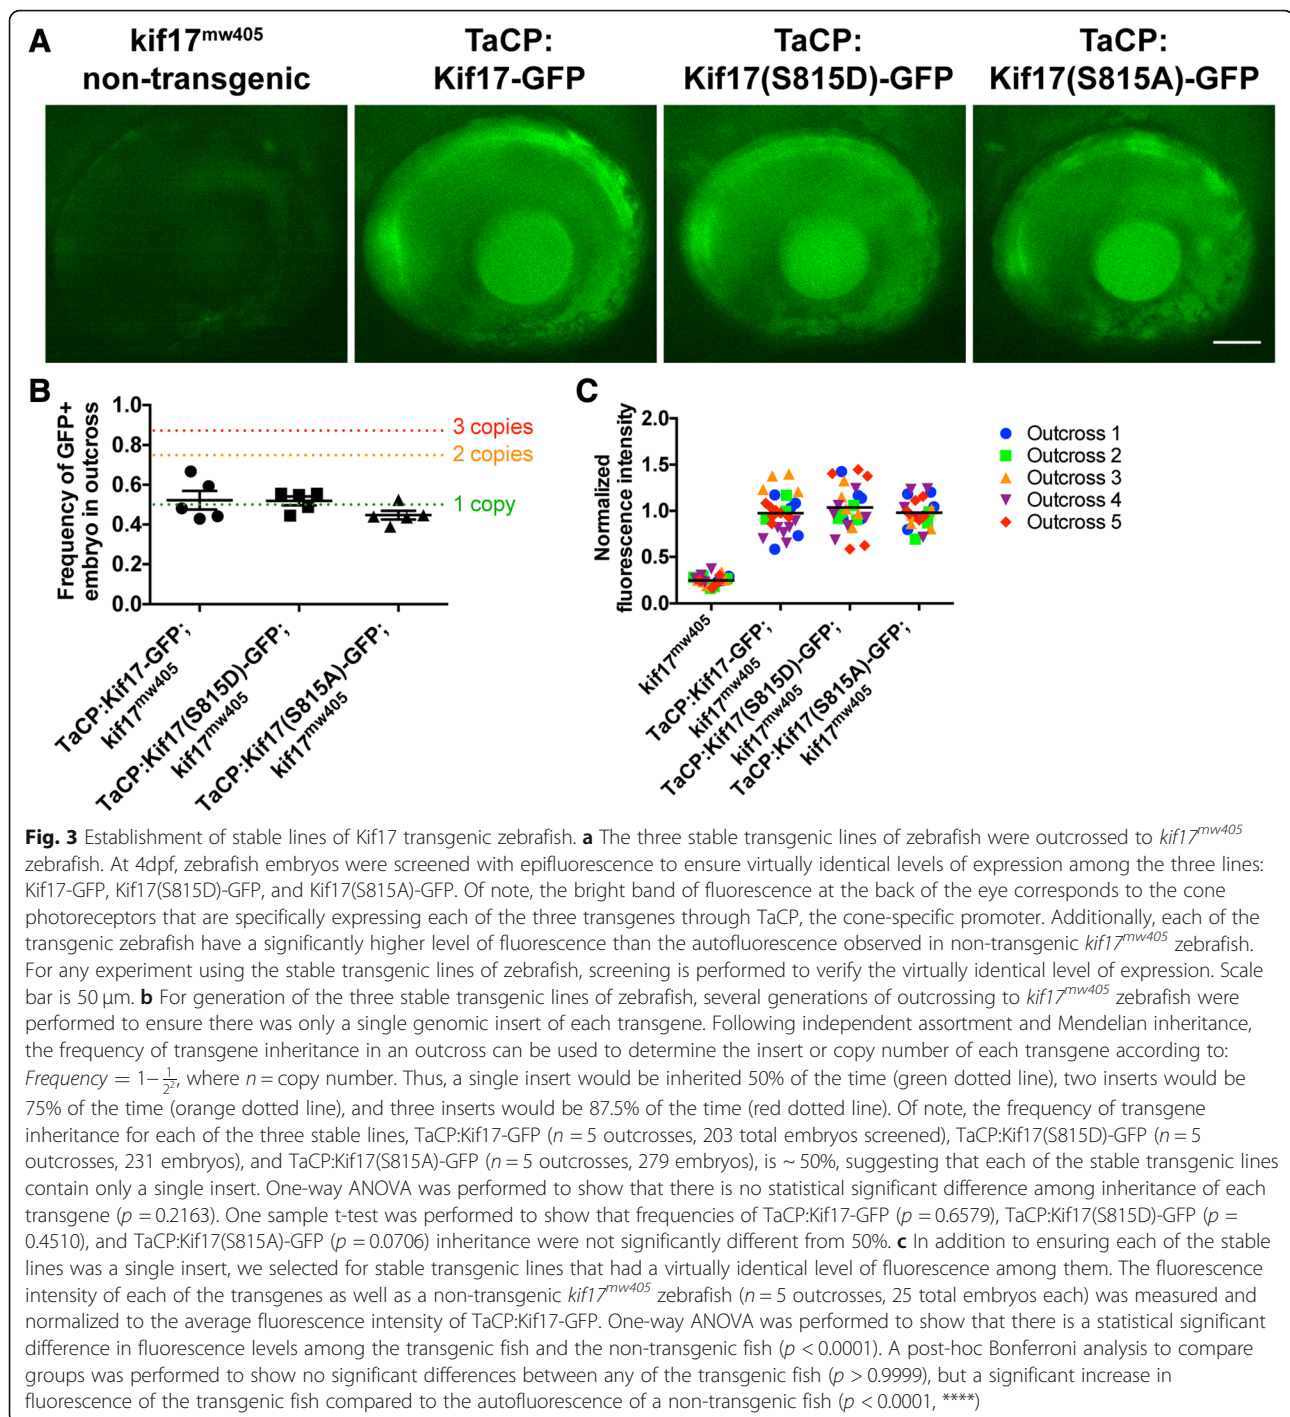 A
kif17mw405
non-transgenic
TaCP:
Kif17-GFP
TaCP:
Kif17(S815D)-GFP
TaCP:
Kif17(S815A)-GFP
B
Frequency of GFP+
embryo in outcross
1.0
0.8
0.6
0.4
0.2
0.0
3 copies
2 copies
1 copy
TaCP:Kif17-GFP;
kif17mw405
TaCP:Kif17(S815D)-GFP;
kif17mw405
TaCP:Kif17(S815A)-GFP;
kif17mw405
C
Normalized
fluorescence intensity
2.0
1.5
1.0
0.5
0.0
kif17mw405
TaCP:Kif17-GFP;
kif17mw405
TaCP:Kif17(S815D)-GFP;
kif17mw405
TaCP:Kif17(S815A)-GFP;
kif17mw405
Outcross 1
Outcross 2
Outcross 3
Outcross 4
Outcross 5
Fig. 3 Establishment of stable lines of Kif17 transgenic zebrafish. a The three stable transgenic lines of zebrafish were outcrossed to kif17mw405
zebrafish. At 4dpf, zebrafish embryos were screened with epifluorescence to ensure virtually identical levels of expression among the three lines:
Kif17-GFP, Kif17(S815D)-GFP, and Kif17(S815A)-GFP. Of note, the bright band of fluorescence at the back of the eye corresponds to the cone
photoreceptors that are specifically expressing each of the three transgenes through TaCP, the cone-specific promoter. Additionally, each of the
transgenic zebrafish have a significantly higher level of fluorescence than the autofluorescence observed in non-transgenic kif17mw405 zebrafish.
For any experiment using the stable transgenic lines of zebrafish, screening is performed to verify the virtually identical level of expression. Scale
bar is 50 μm. b For generation of the three stable transgenic lines of zebrafish, several generations of outcrossing to kif17mw405 zebrafish were
performed to ensure there was only a single genomic insert of each transgene. Following independent assortment and Mendelian inheritance,
the frequency of transgene inheritance in an outcross can be used to determine the insert or copy number of each transgene according to:
Frequency = 1− 1/2², where n = copy number. Thus, a single insert would be inherited 50% of the time (green dotted line), two inserts would be
75% of the time (orange dotted line), and three inserts would be 87.5% of the time (red dotted line). Of note, the frequency of transgene
inheritance for each of the three stable lines, TaCP:Kif17-GFP (n = 5 outcrosses, 203 total embryos screened), TaCP:Kif17(S815D)-GFP (n = 5
outcrosses, 231 embryos), and TaCP:Kif17(S815A)-GFP (n = 5 outcrosses, 279 embryos), is ~ 50%, suggesting that each of the stable transgenic lines
contain only a single insert. One-way ANOVA was performed to show that there is no statistical significant difference among inheritance of each
transgene (p = 0.2163). One sample t-test was performed to show that frequencies of TaCP:Kif17-GFP (p = 0.6579), TaCP:Kif17(S815D)-GFP (p =
0.4510), and TaCP:Kif17(S815A)-GFP (p = 0.0706) inheritance were not significantly different from 50%. c In addition to ensuring each of the stable
lines was a single insert, we selected for stable transgenic lines that had a virtually identical level of fluorescence among them. The fluorescence
intensity of each of the transgenes as well as a non-transgenic kif17mw405 zebrafish (n = 5 outcrosses, 25 total embryos each) was measured and
normalized to the average fluorescence intensity of TaCP:Kif17-GFP. One-way ANOVA was performed to show that there is a statistical significant
difference in fluorescence levels among the transgenic fish and the non-transgenic fish (p < 0.0001). A post-hoc Bonferroni analysis to compare
groups was performed to show no significant differences between any of the transgenic fish (p > 0.9999), but a significant increase in
fluorescence of the transgenic fish compared to the autofluorescence of a non-transgenic fish (p < 0.0001, ****)